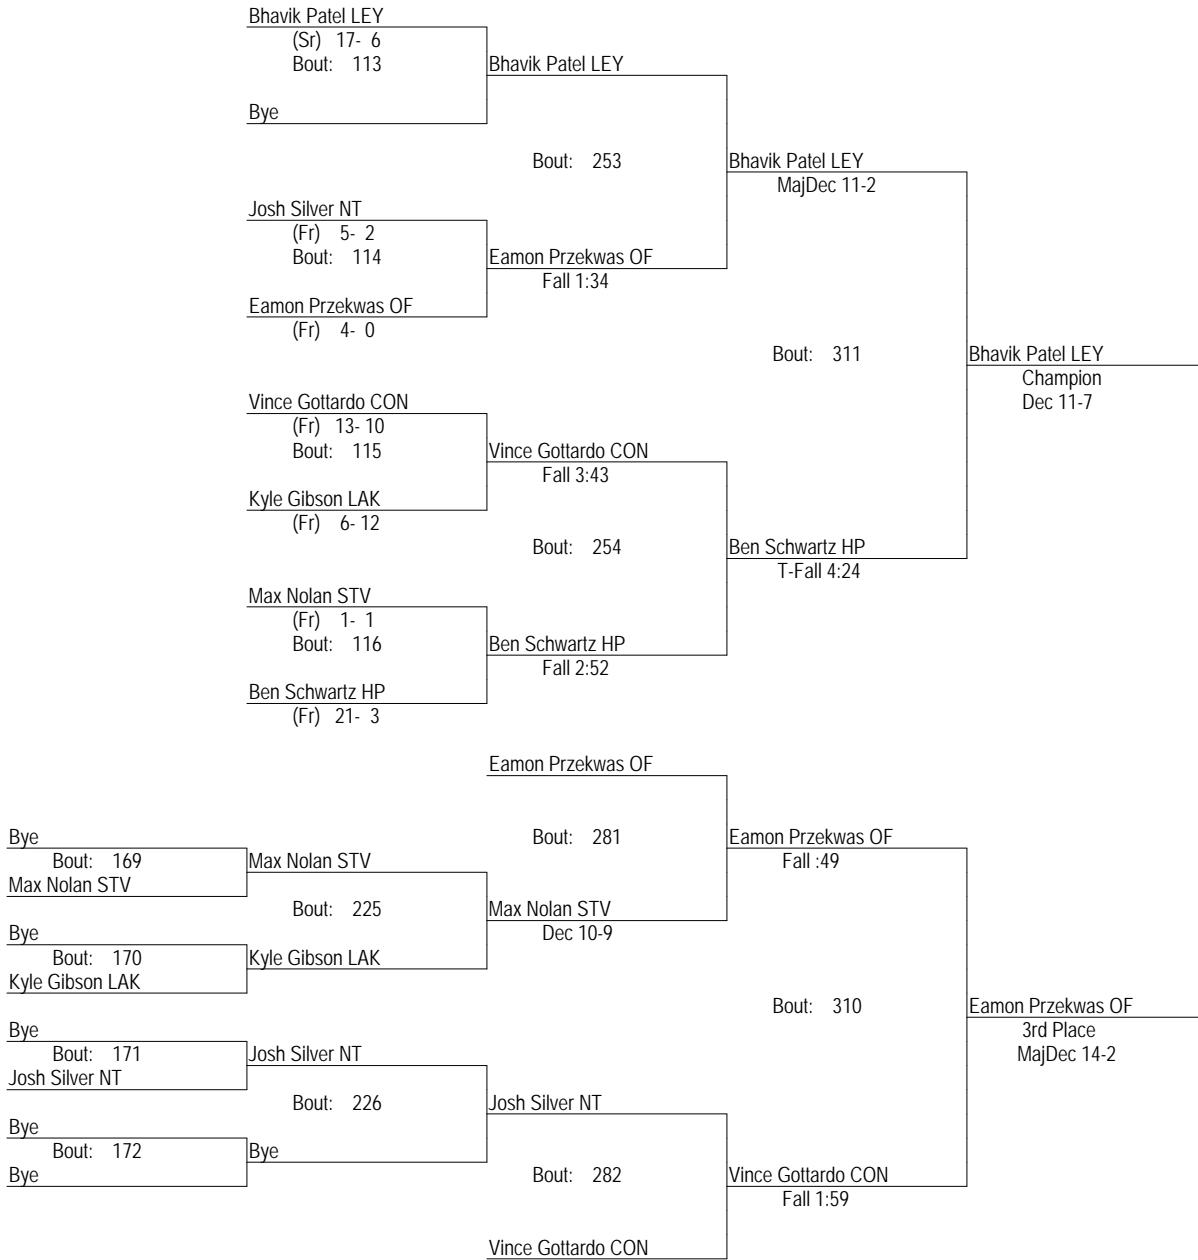 Bhavik Patel LEY
(Sr) 17- 6
Bout: 113
Bhavik Patel LEY
Bye
Bout: 253
Bhavik Patel LEY
MajDec 11-2
Josh Silver NT
(Fr) 5- 2
Bout: 114
Eamon Przekwas OF
Fall 1:34
Eamon Przekwas OF
(Fr) 4- 0
Bout: 311
Bhavik Patel LEY
Champion
Dec 11-7
Vince Gottardo CON
(Fr) 13- 10
Bout: 115
Vince Gottardo CON
Fall 3:43
Kyle Gibson LAK
(Fr) 6- 12
Bout: 254
Ben Schwartz HP
T-Fall 4:24
Max Nolan STV
(Fr) 1- 1
Bout: 116
Ben Schwartz HP
Fall 2:52
Ben Schwartz HP
(Fr) 21- 3
Eamon Przekwas OF
Bout: 281
Eamon Przekwas OF
Fall :49
Bye
Bout: 169
Max Nolan STV
Max Nolan STV
Bout: 225
Max Nolan STV
Dec 10-9
Bye
Bout: 170
Kyle Gibson LAK
Kyle Gibson LAK
Bout: 310
Eamon Przekwas OF
3rd Place
MajDec 14-2
Bye
Bout: 171
Josh Silver NT
Josh Silver NT
Bout: 226
Josh Silver NT
Bye
Bout: 172
Bye
Bye
Bout: 282
Vince Gottardo CON
Fall 1:59
Vince Gottardo CON